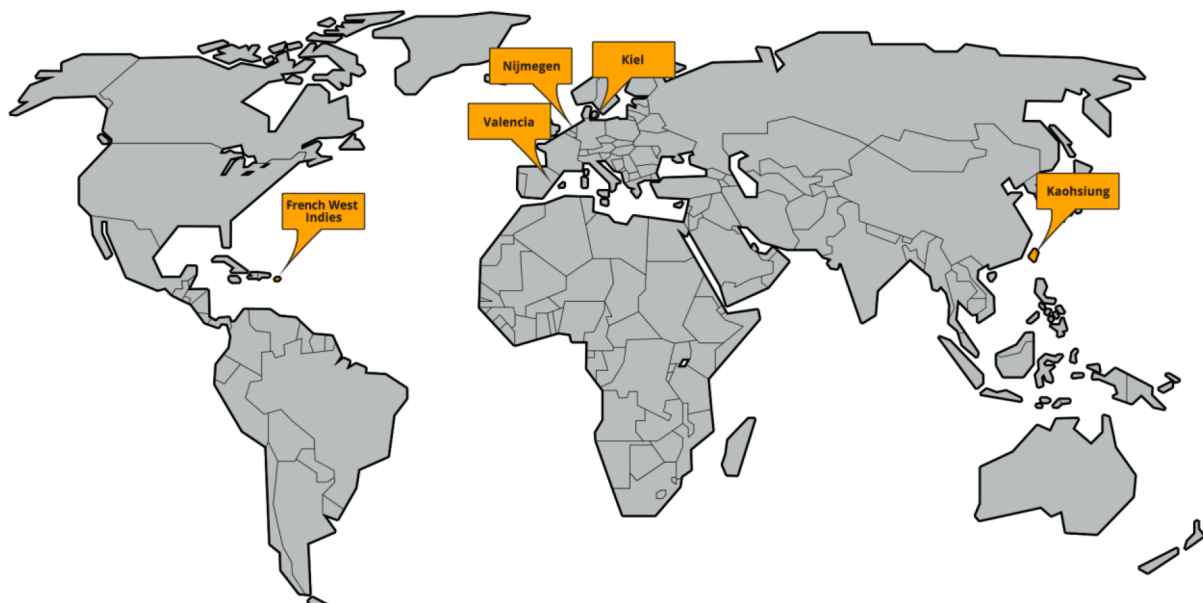 Nijmegen
Kiel
Valencia
French West
Indies
Kaohsiung